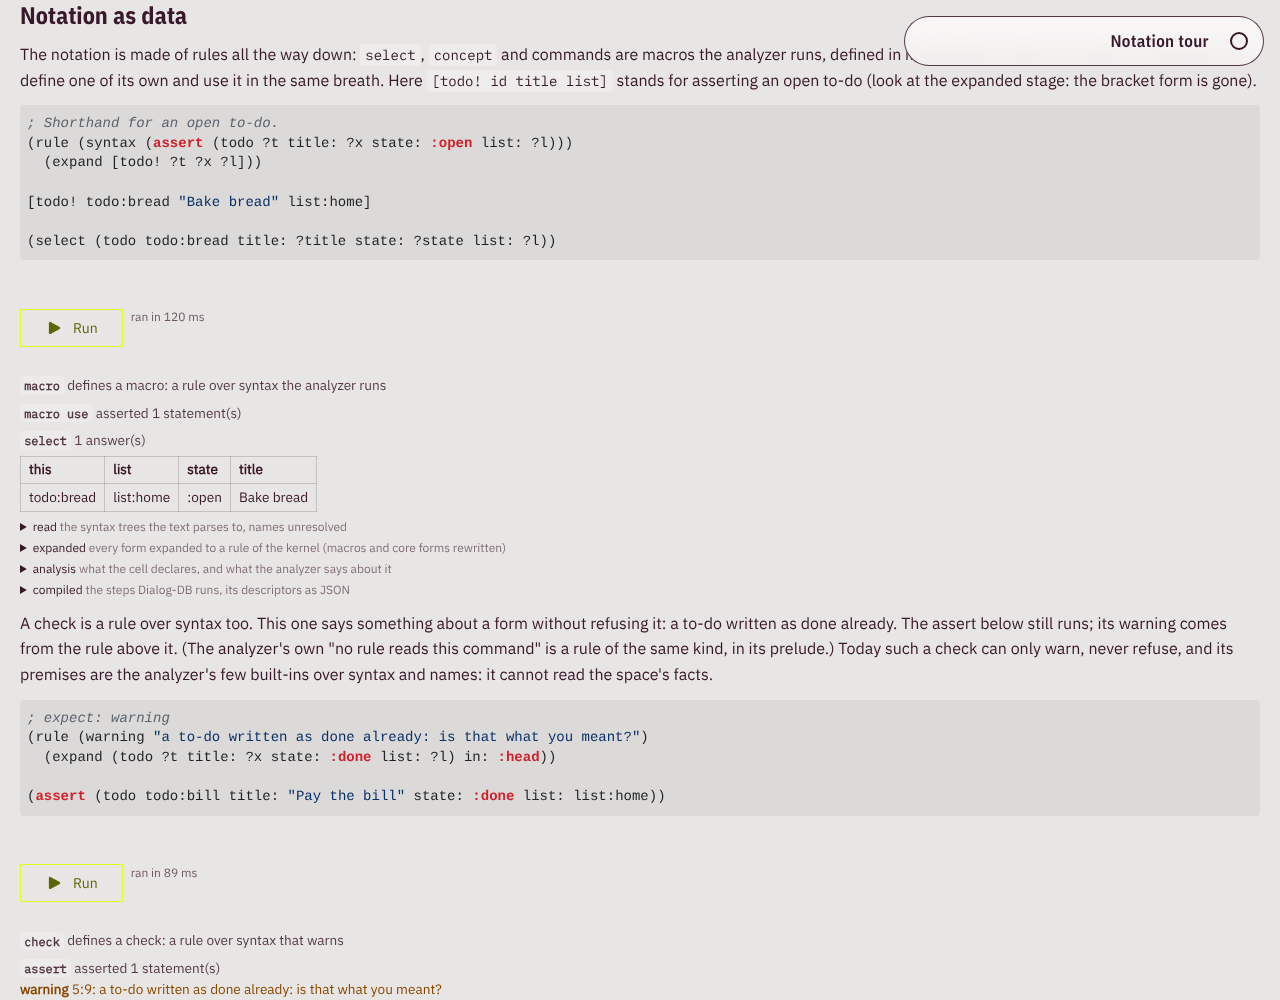 Notation as data
Notation tour
The notation is made of rules all the way down: select, concept and commands are macros the analyzer runs, defined in
define one of its own and use it in the same breath. Here [todo! id title list] stands for asserting an open to-do (look at the expanded stage: the bracket form is gone).
; Shorthand for an open to-do.
(rule (syntax (assert (todo ?t title: ?x state: :open list: ?l)))
  (expand [todo! ?t ?x ?l]))
[todo! todo:bread "Bake bread" list:home]
(select (todo todo:bread title: ?title state: ?state list: ?l))
Run ran in 120 ms
macro defines a macro: a rule over syntax the analyzer runs
macro use asserted 1 statement(s)
select 1 answer(s)
this list state title
todo:bread list:home :open Bake bread
read the syntax trees the text parses to, names unresolved
expanded every form expanded to a rule of the kernel (macros and core forms rewritten)
analysis what the cell declares, and what the analyzer says about it
compiled the steps Dialog-DB runs, its descriptors as JSON
A check is a rule over syntax too. This one says something about a form without refusing it: a to-do written as done already. The assert below still runs; its warning comes
from the rule above it. (The analyzer's own "no rule reads this command" is a rule of the same kind, in its prelude.) Today such a check can only warn, never refuse, and its
premises are the analyzer's few built-ins over syntax and names: it cannot read the space's facts.
; expect: warning
(rule (warning "a to-do written as done already: is that what you meant?")
  (expand (todo ?t title: ?x state: :done list: ?l) in: :head))
(assert (todo todo:bill title: "Pay the bill" state: :done list: list:home))
Run ran in 89 ms
check defines a check: a rule over syntax that warns
assert asserted 1 statement(s)
warning 5:9: a to-do written as done already: is that what you meant?